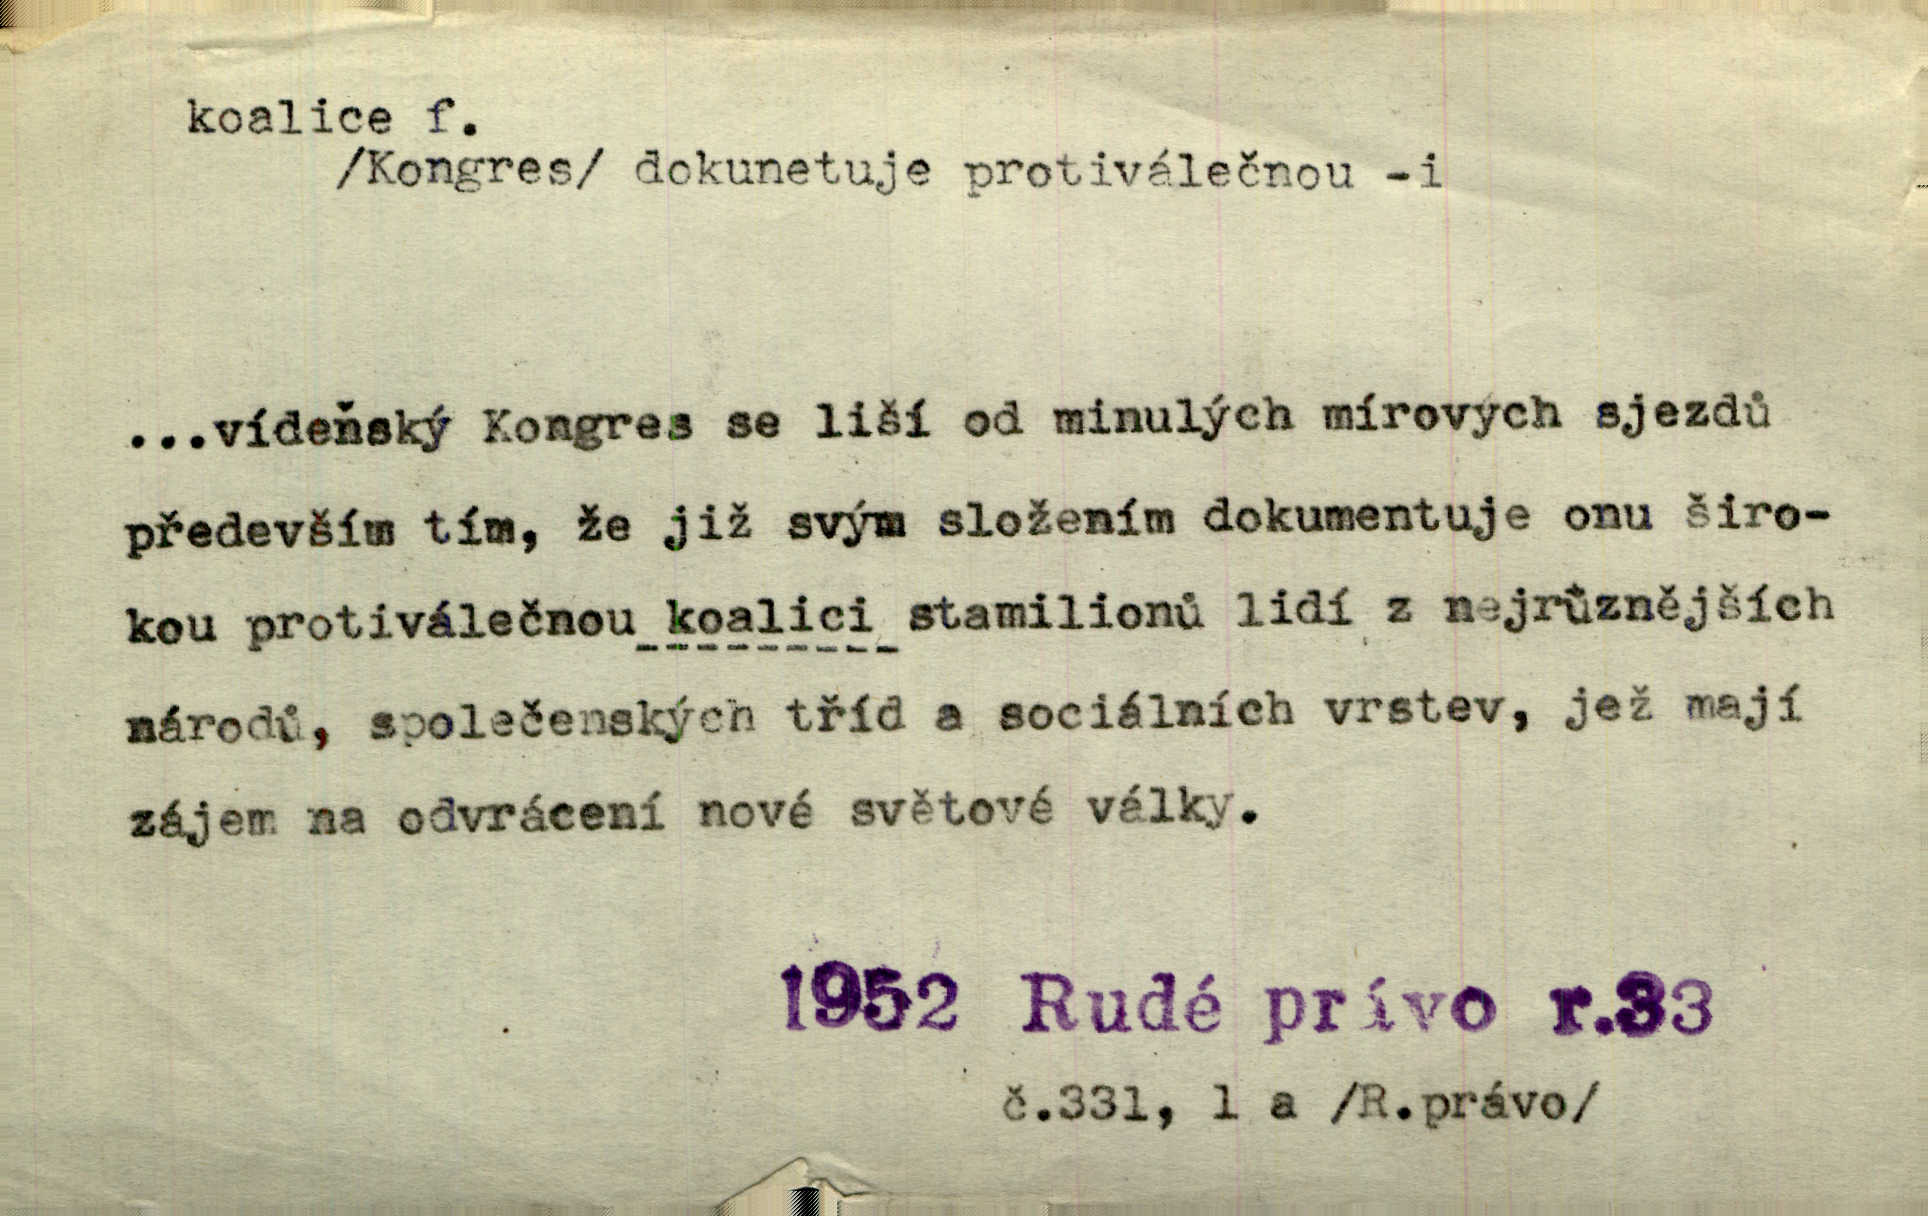 koalice f.
/Kongres/ dokunetuje protiválečnou -i
...vídeňský Kongres se liší od minulých mírových sjezdů
především tím, že již svým složením dokumentuje onu širo-
kou protiválečnou koalici stamilionů lidí z nejrůznějších
národů, společenských tříd a sociálních vrstev, jež mají
zájem na odvrácení nové světové války.
1952 Rudé prívo r.33
č.331, 1 a /R.právo/